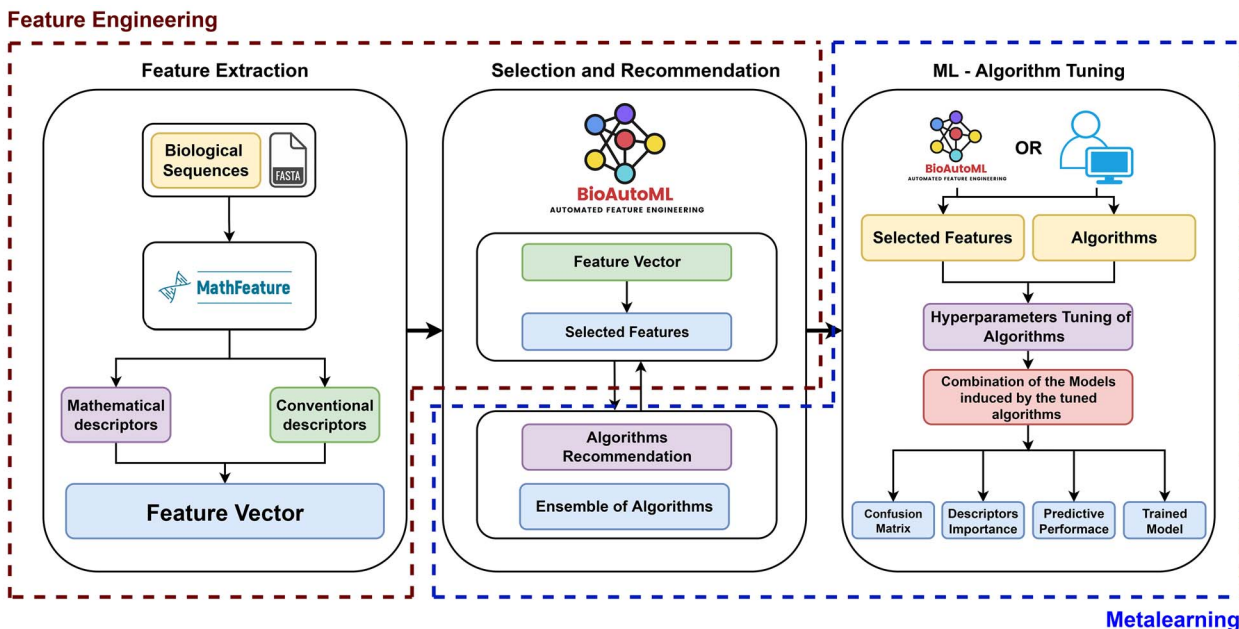 Feature Engineering
Feature Extraction
Biological
Sequences
FASTA
MathFeature
Mathematical
descriptors
Conventional
descriptors
Feature Vector
Selection and Recommendation
BioAutoML
AUTOMATED FEATURE ENGINEERING
Feature Vector
Selected Features
Algorithms
Recommendation
Ensemble of Algorithms
ML - Algorithm Tuning
BioAutoML
AUTOMATED FEATURE ENGINEERING
OR
Selected Features
Algorithms
Hyperparameters Tuning of
Algorithms
Combination of the Models
induced by the tuned
algorithms
Confusion
Matrix
Descriptors
Importance
Predictive
Performace
Trained
Model
Metalearning